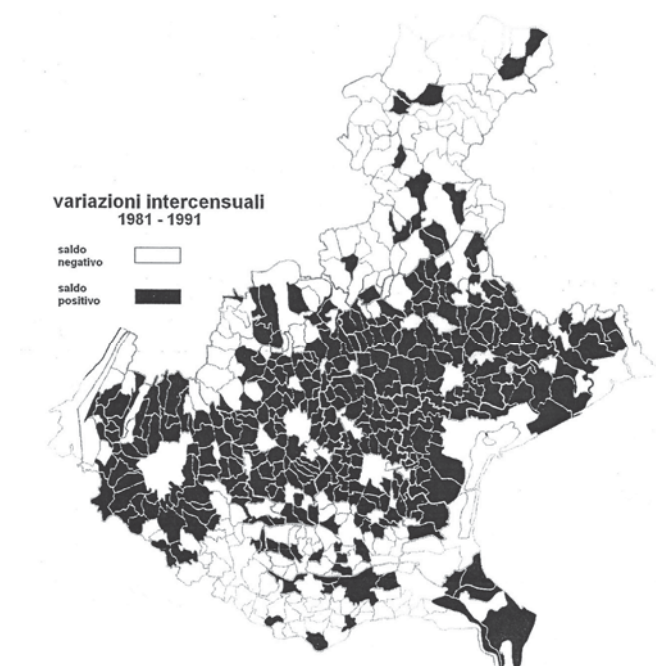 variazioni intercensuali
1981 - 1991
saldo
negativo
saldo
positivo